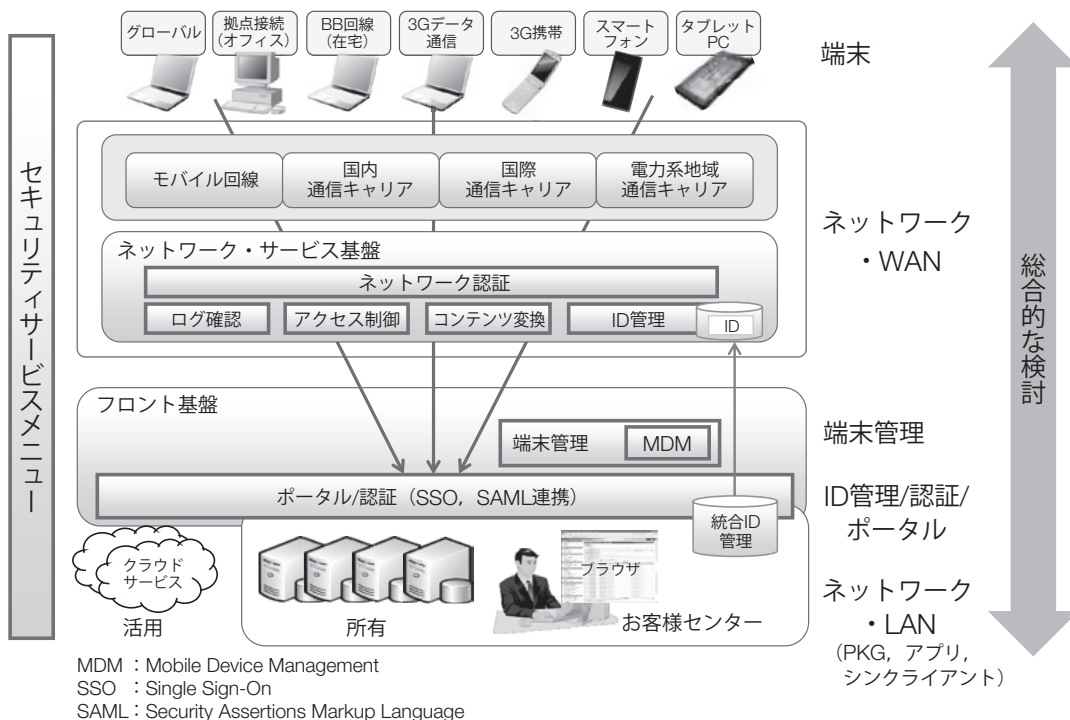 セキュリティサービスメニュー
グローバル
拠点接続
(オフィス)
BB回線
(在宅)
3Gデータ
通信
3G携帯
スマート
フォン
タブレット
PC
端末
モバイル回線
国内
通信キャリア
国際
通信キャリア
電力系地域
通信キャリア
ネットワーク・サービス基盤
ネットワーク認証
ログ確認
アクセス制御
コンテンツ変換
ID管理
ID
ネットワーク
・WAN
フロント基盤
端末管理
MDM
端末管理
ポータル/認証（SSO，SAML連携）
統合ID
管理
ID管理/認証/
ポータル
クラウド
サービス
活用
所有
ブラウザ
お客様センター
ネットワーク
・LAN
（PKG，アプリ，
シンクライアント）
総合的な検討
MDM ：Mobile Device Management
SSO ：Single Sign-On
SAML：Security Assertions Markup Language